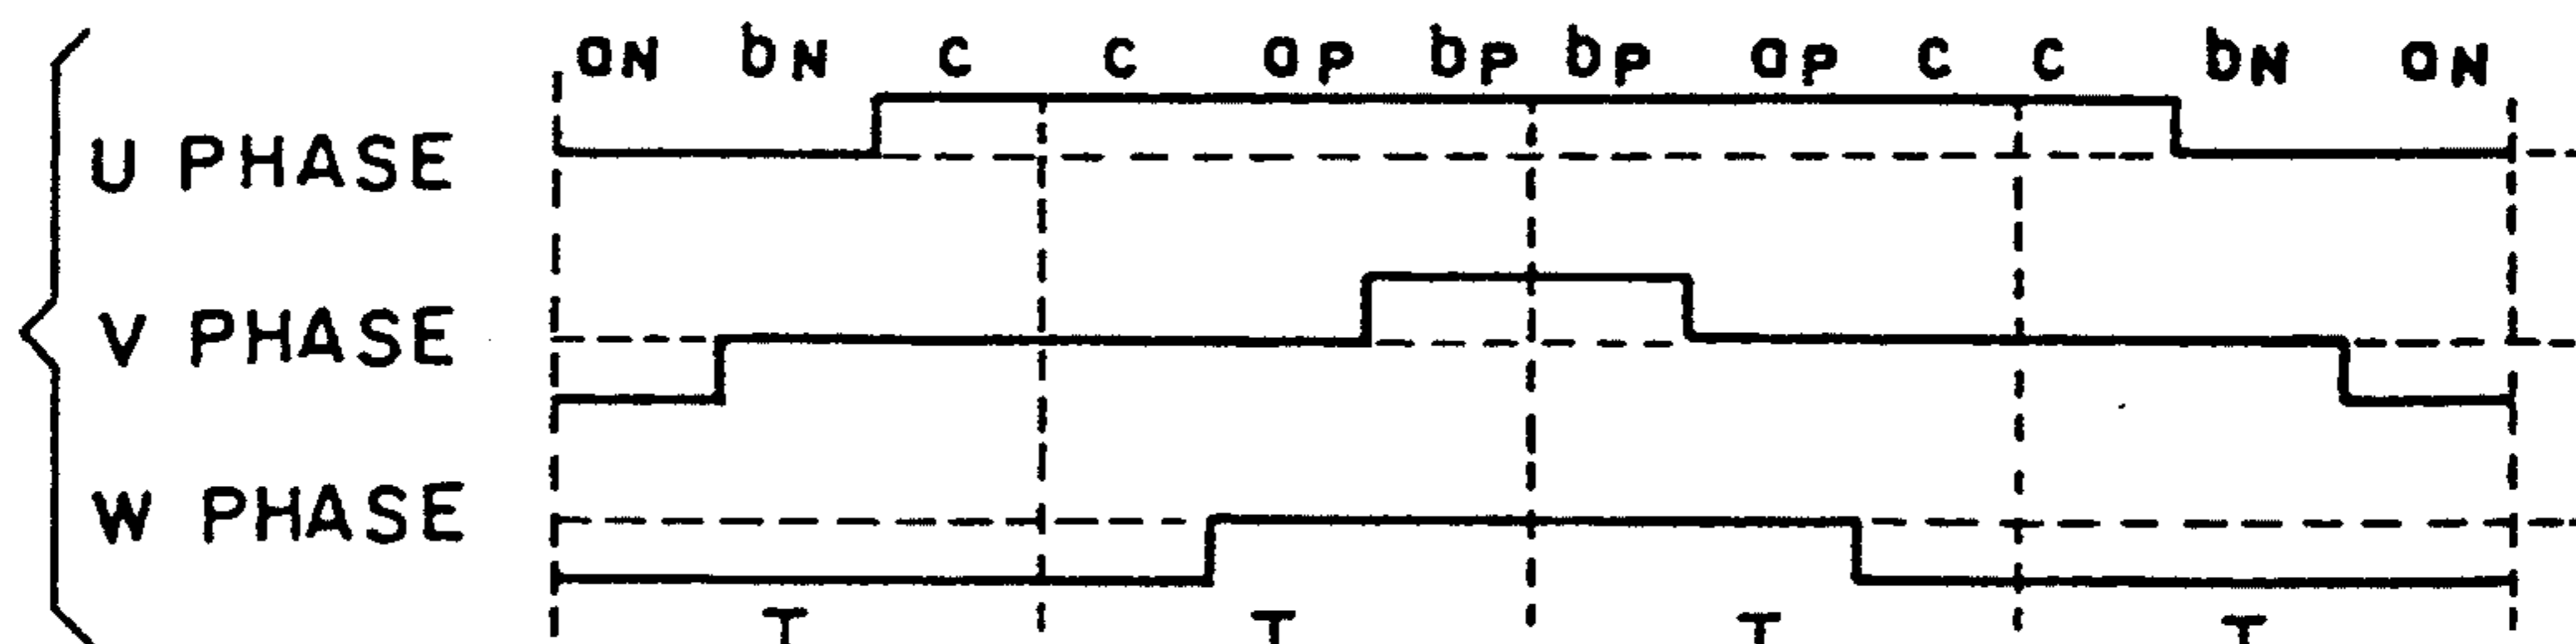 aN bN c c aP bP bP aP c c bN aN
U PHASE
V PHASE
W PHASE
T T T T